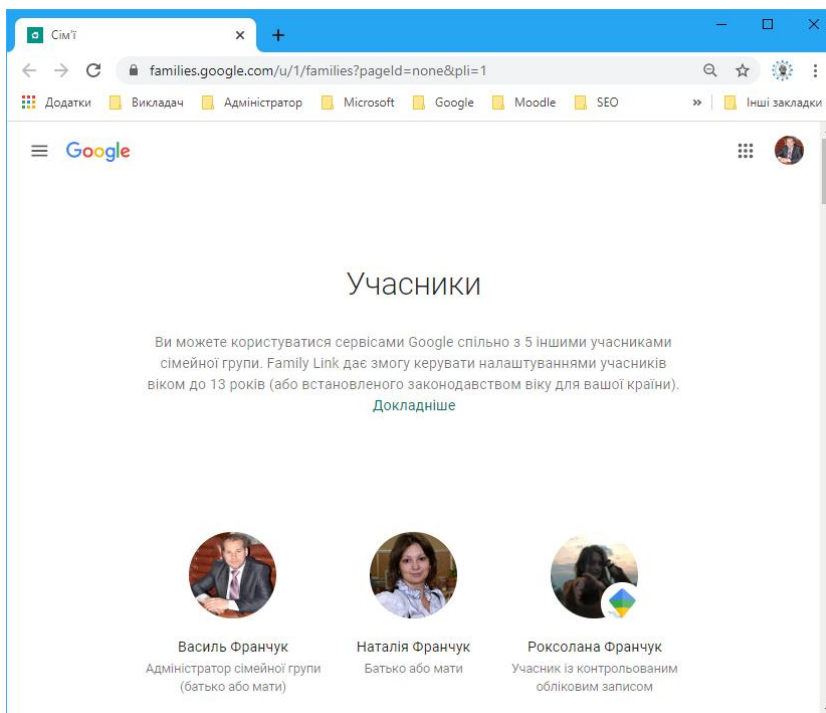 Сім'ї
families.google.com/u/1/families?pageId=none&pli=1
Додатки Викладач Адміністратор Microsoft Google Moodle SEO » Інші закладки
Google
Учасники
Ви можете користуватися сервісами Google спільно з 5 іншими учасниками
сімейної групи. Family Link дає змогу керувати налаштуваннями учасників
віком до 13 років (або встановленого законодавством віку для вашої країни).
Докладніше
Василь Франчук
Адміністратор сімейної групи
(батько або мати)
Наталія Франчук
Батько або мати
Роксолана Франчук
Учасник із контрольованим
обліковим записом